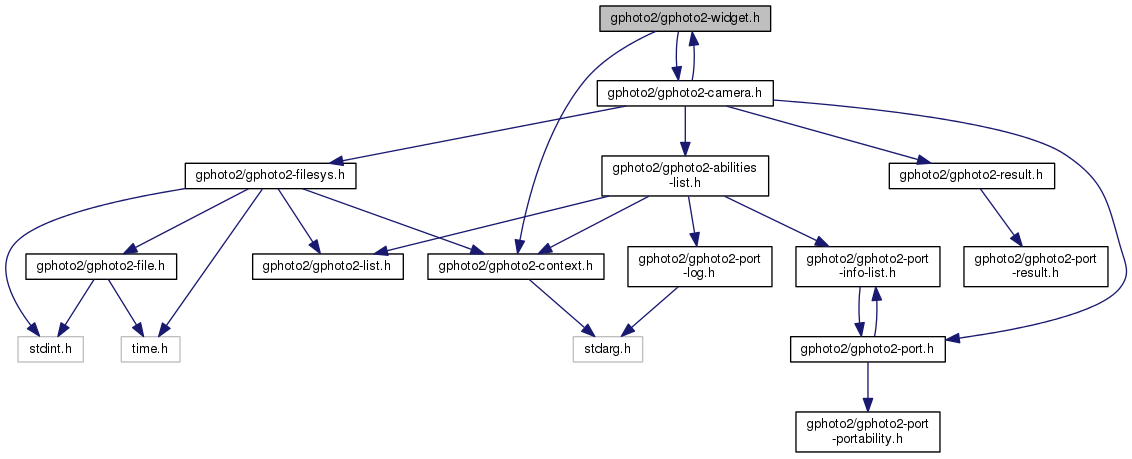 gphoto2/gphoto2-widget.h
gphoto2/gphoto2-camera.h
gphoto2/gphoto2-filesys.h
gphoto2/gphoto2-abilities
-list.h
gphoto2/gphoto2-result.h
gphoto2/gphoto2-file.h
gphoto2/gphoto2-list.h
gphoto2/gphoto2-context.h
gphoto2/gphoto2-port
-log.h
gphoto2/gphoto2-port
-info-list.h
gphoto2/gphoto2-port
-result.h
stdint.h
time.h
stdarg.h
gphoto2/gphoto2-port.h
gphoto2/gphoto2-port
-portability.h